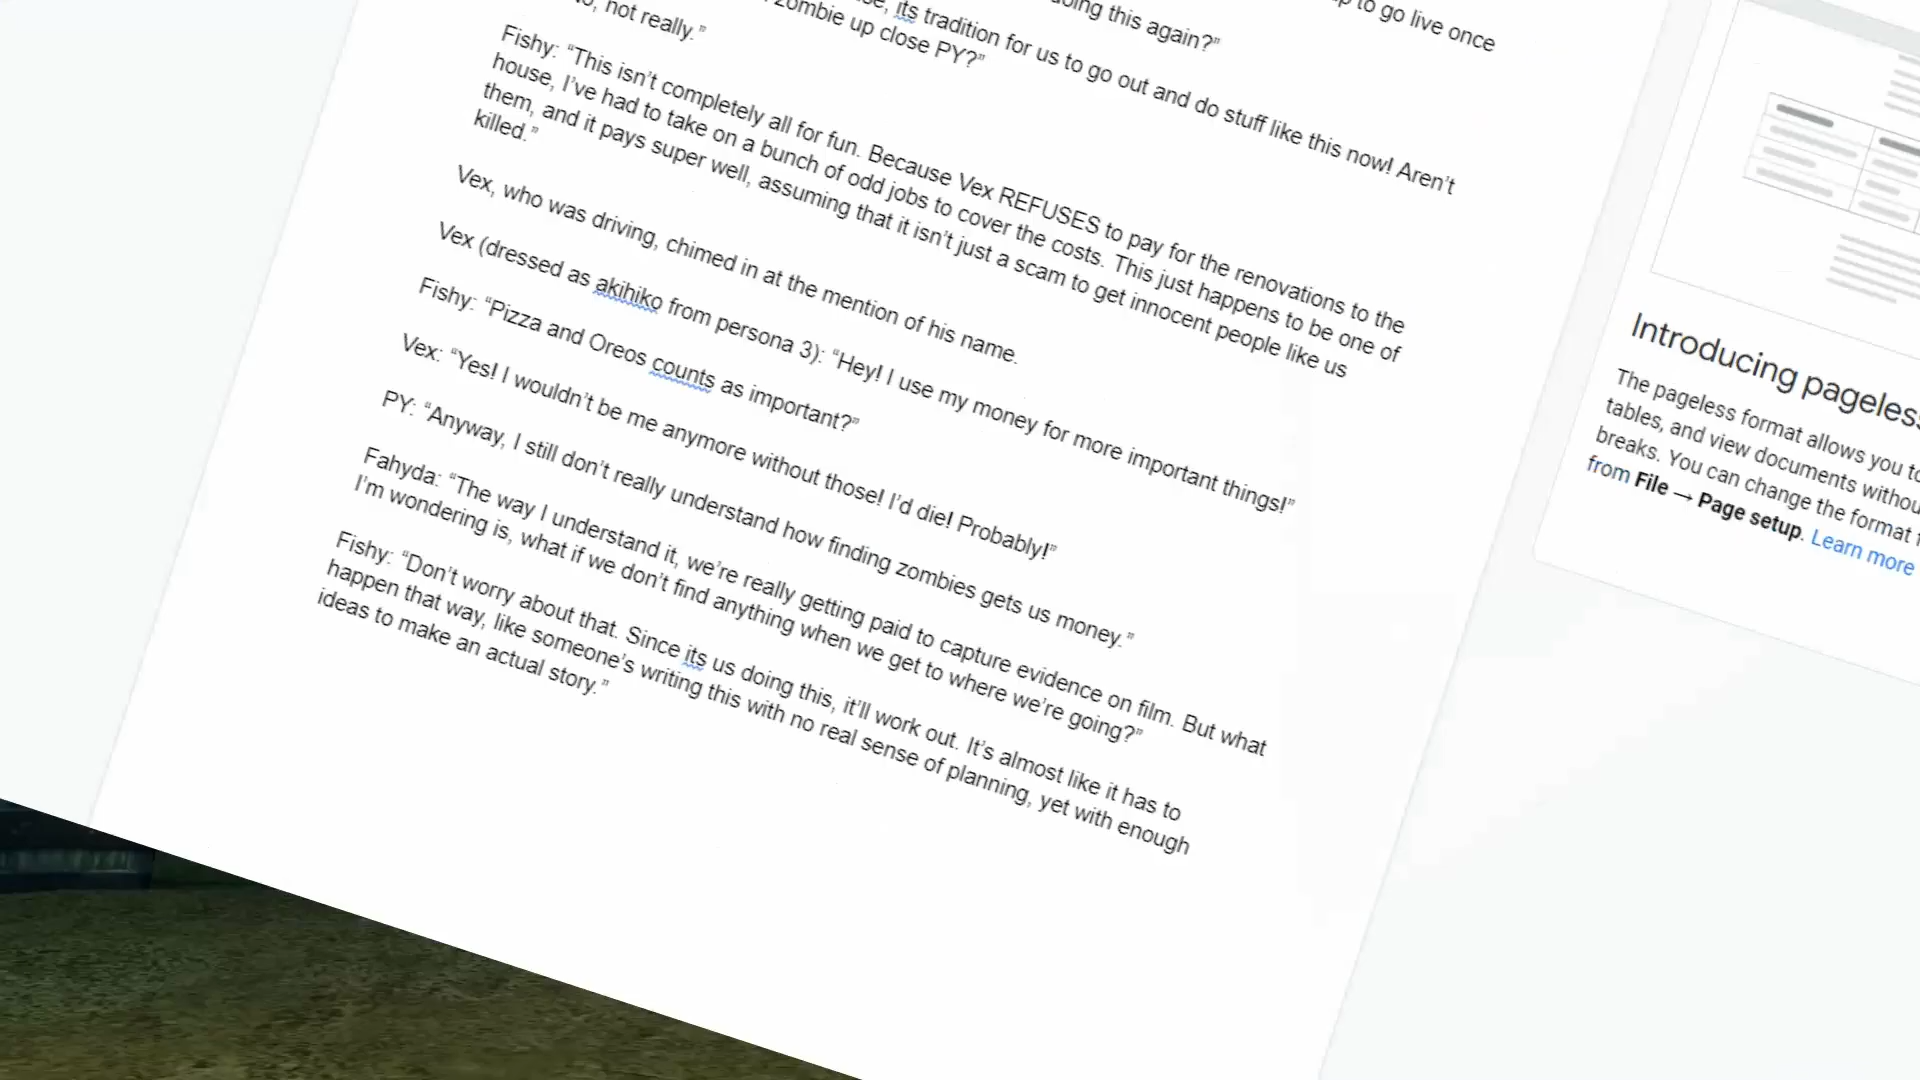 up to go live once
doing this again?”
its tradition for us to go out and do stuff like this now! Aren’t
zombie up close PY?”
not really.”
Fishy: “This isn’t completely all for fun. Because Vex REFUSES to pay for the renovations to the
house, I’ve had to take on a bunch of odd jobs to cover the costs. This just happens to be one of
them, and it pays super well, assuming that it isn’t just a scam to get innocent people like us
killed.”
Vex, who was driving, chimed in at the mention of his name.
Vex (dressed as akihiko from persona 3): “Hey! I use my money for more important things!”
Fishy: “Pizza and Oreos counts as important?”
Vex: “Yes! I wouldn’t be me anymore without those! I’d die! Probably!”
PY: “Anyway, I still don’t really understand how finding zombies gets us money.”
Fahyda: “The way I understand it, we’re really getting paid to capture evidence on film. But what
I’m wondering is, what if we don’t find anything when we get to where we’re going?”
Fishy: “Don’t worry about that. Since its us doing this, it’ll work out. It’s almost like it has to
happen that way, like someone’s writing this with no real sense of planning, yet with enough
ideas to make an actual story.”
Introducing pageless
The pageless format allows you to
tables, and view documents without
breaks. You can change the format
from File → Page setup. Learn more